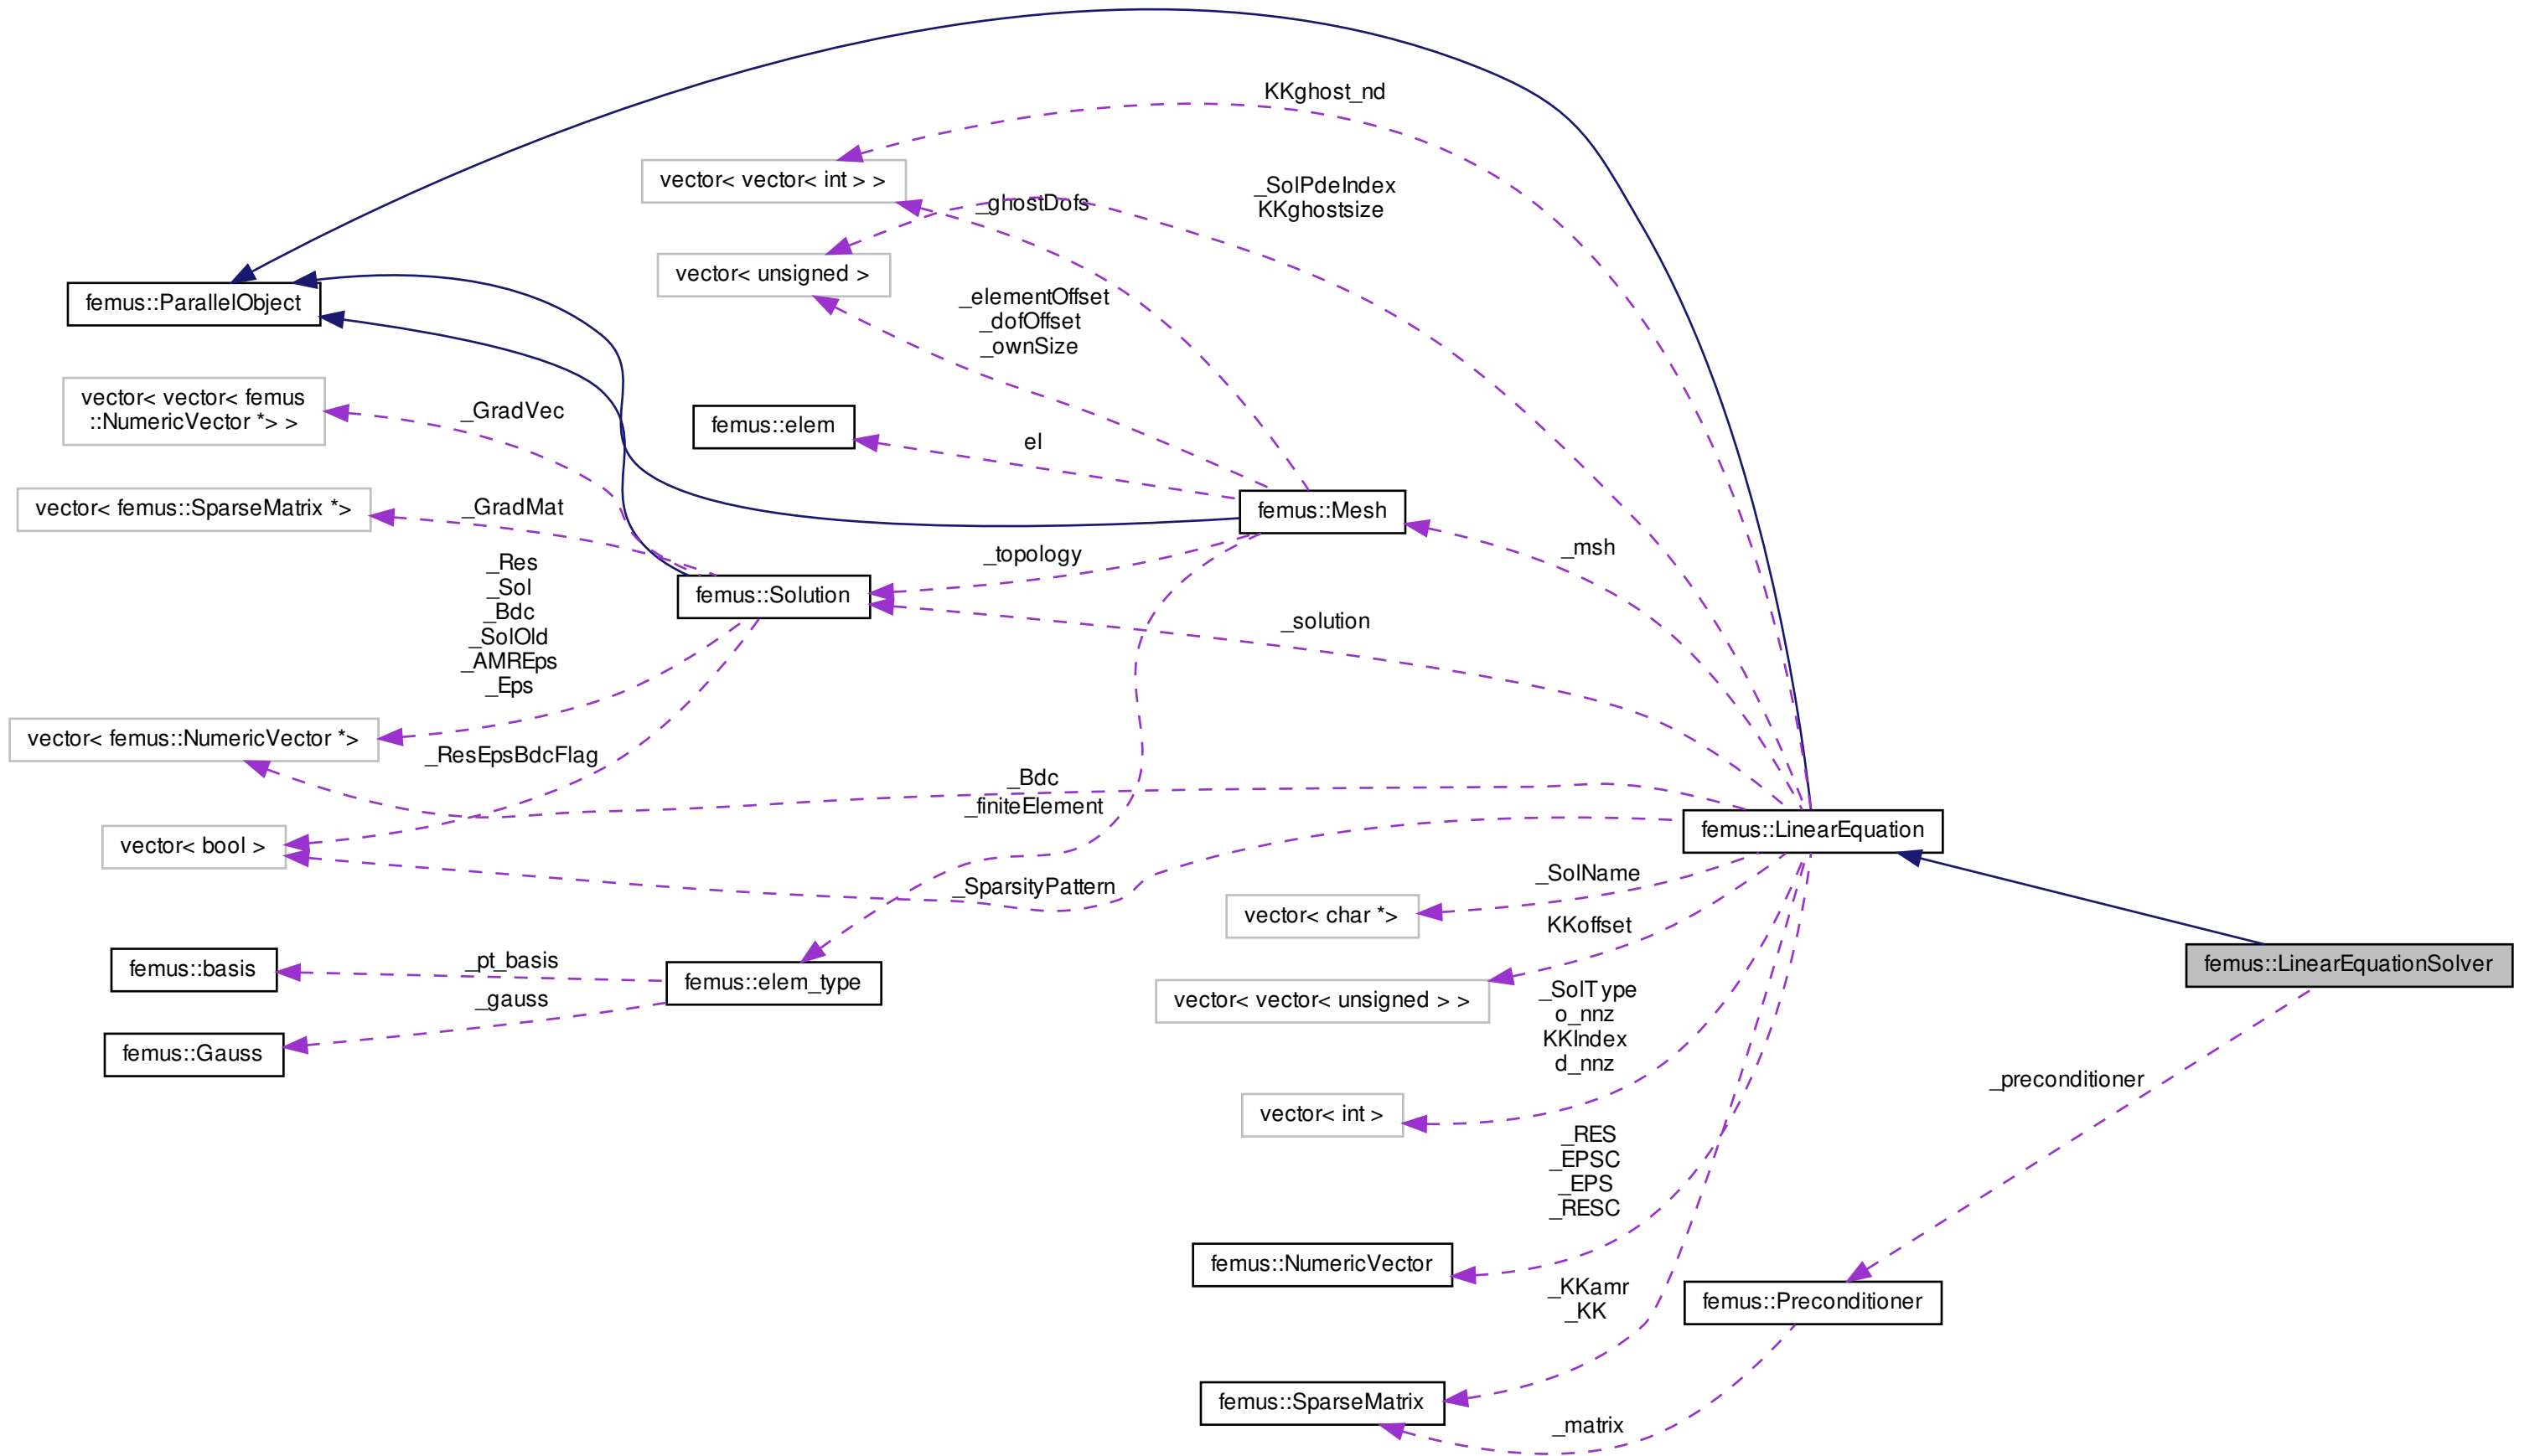 KKghost_nd
vector< vector< int > >
_SolPdeIndex
KKghostsize
_ghostDofs
vector< unsigned >
femus::ParallelObject
_elementOffset
_dofOffset
_ownSize
vector< vector< femus
::NumericVector *> >
_GradVec
femus::elem
el
vector< femus::SparseMatrix *>
_GradMat
femus::Mesh
_msh
_topology
_Res
_Sol
_Bdc
_SolOld
_AMREps
_Eps
femus::Solution
_solution
vector< femus::NumericVector *>
_ResEpsBdcFlag
_Bdc
_finiteElement
femus::LinearEquation
vector< bool >
_SparsityPattern
_SolName
vector< char *>
KKoffset
femus::LinearEquationSolver
femus::basis
_pt_basis
femus::elem_type
_gauss
vector< vector< unsigned > >
_SolType
o_nnz
KKIndex
d_nnz
femus::Gauss
_preconditioner
vector< int >
_RES
_EPSC
_EPS
_RESC
femus::NumericVector
_KKamr
_KK
femus::Preconditioner
femus::SparseMatrix
_matrix